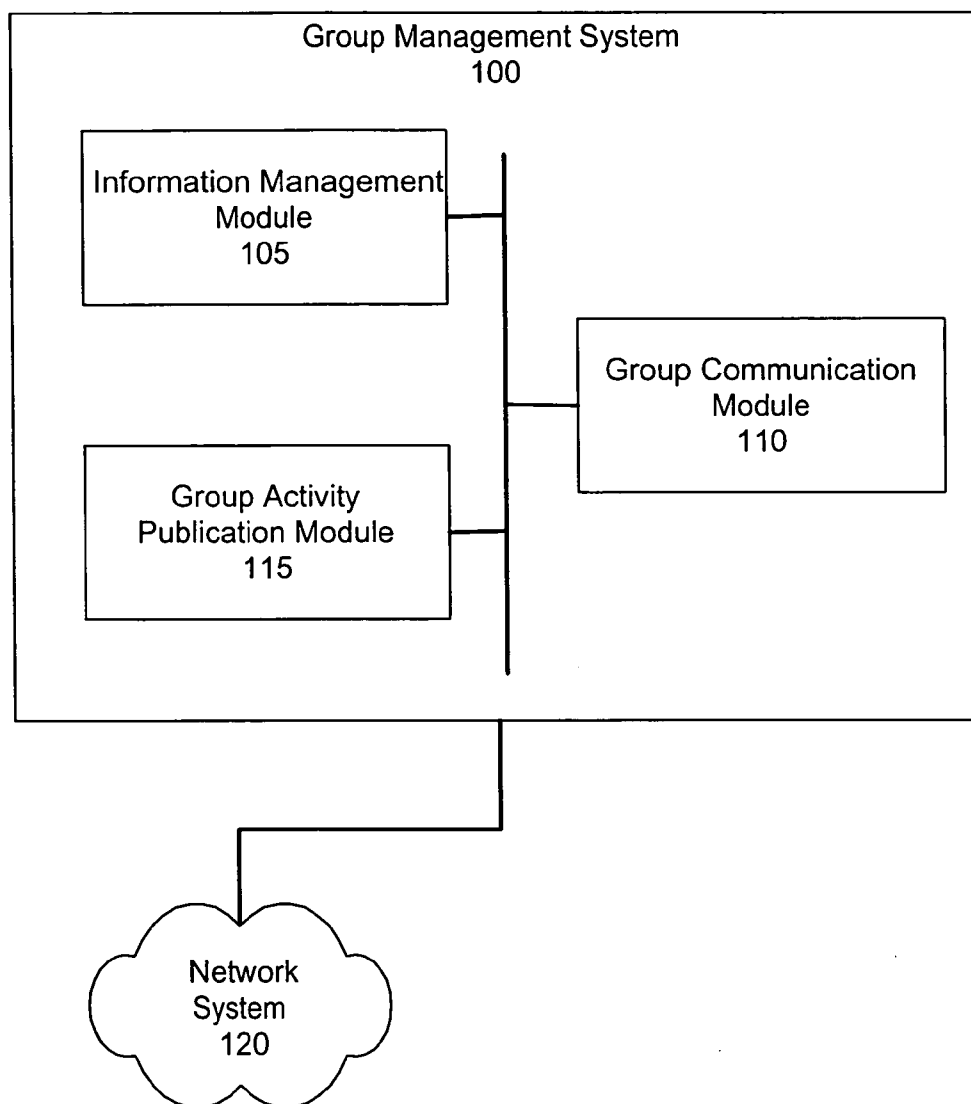 Group Management System
100
Information Management
Module
105
Group Communication
Module
110
Group Activity
Publication Module
115
Network
System
120